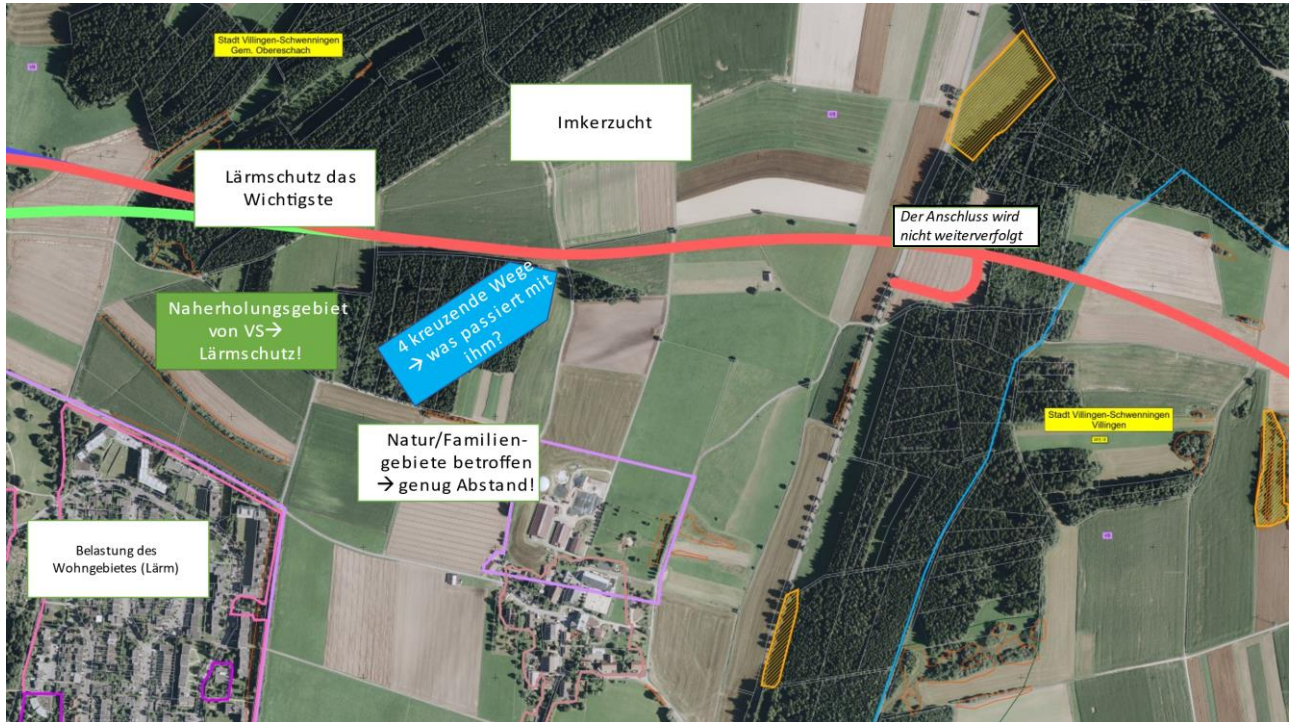 Stadt Villingen-Schwenningen
Gem. Obereschach
Imkerzucht
Lärmschutz das
Wichtigste
Der Anschluss wird
nicht weiterverfolgt
Naherholungsgebiet
von VS→
Lärmschutz!
4 kreuzende Wege
→ was passiert mit
ihm?
Stadt Villingen-Schwenningen
Villingen
Natur/Familien-
gebiete betroffen
→ genug Abstand!
Belastung des
Wohngebietes (Lärm)